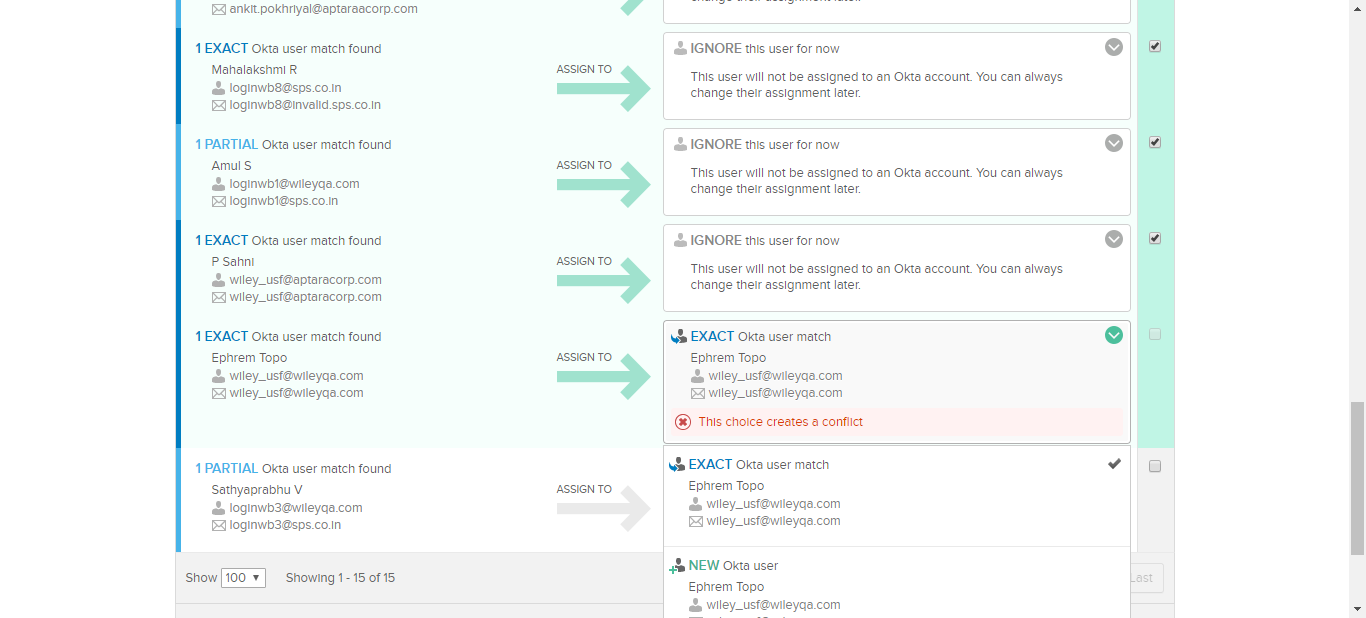 ankit.pokhriyal@aptaraacorp.com
change their assignment later.
1 EXACT Okta user match found
Mahalakshmi R
loginwb8@sps.co.in
loginwb8@invalid.sps.co.in
ASSIGN TO
IGNORE this user for now
This user will not be assigned to an Okta account. You can always
change their assignment later.
1 PARTIAL Okta user match found
Amul S
loginwb1@wileyqa.com
loginwb1@sps.co.in
ASSIGN TO
IGNORE this user for now
This user will not be assigned to an Okta account. You can always
change their assignment later.
1 EXACT Okta user match found
P Sahni
wiley_usf@aptaracorp.com
wiley_usf@aptaracorp.com
ASSIGN TO
IGNORE this user for now
This user will not be assigned to an Okta account. You can always
change their assignment later.
1 EXACT Okta user match found
Ephrem Topo
wiley_usf@wileyqa.com
wiley_usf@wileyqa.com
ASSIGN TO
EXACT Okta user match
Ephrem Topo
wiley_usf@wileyqa.com
wiley_usf@wileyqa.com
This choice creates a conflict
1 PARTIAL Okta user match found
Sathyaprabhu V
loginwb3@wileyqa.com
loginwb3@sps.co.in
ASSIGN TO
EXACT Okta user match
Ephrem Topo
wiley_usf@wileyqa.com
wiley_usf@wileyqa.com
NEW Okta user
Ephrem Topo
wiley_usf@wileyqa.com
Show 100 Showing 1 - 15 of 15
Last